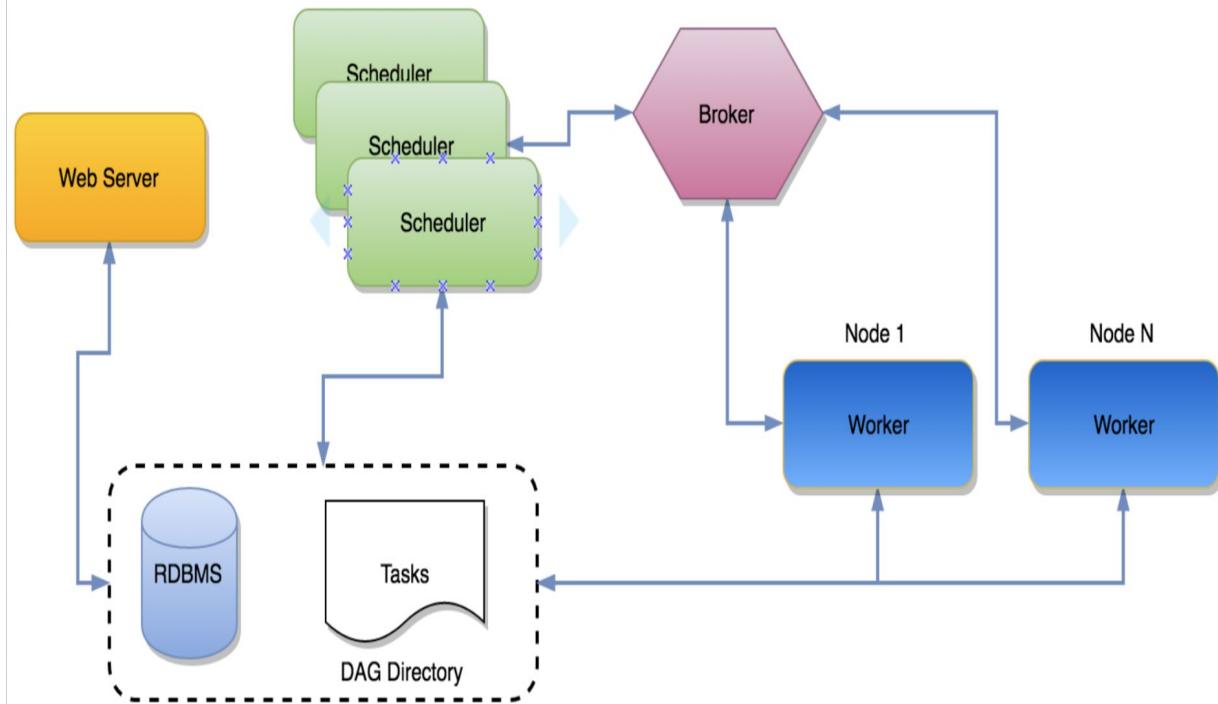 Scheduler
Scheduler
Scheduler
Broker
Web Server
Node 1
Node N
Worker
Worker
RDBMS
Tasks
DAG Directory